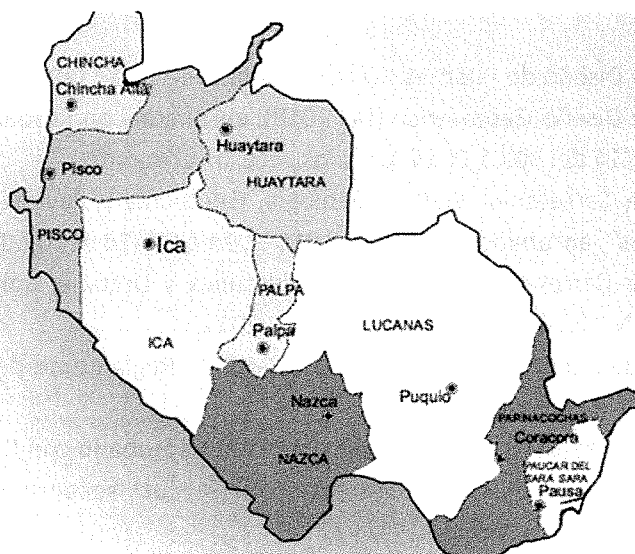 CHINCHA
Chincha Alta
Huaytara
Pisco
HUAYTARA
PISCO
Ica
PALPA
LUCANAS
ICA
Palpa
Puquio
Nazca
PARNACOCHAS
Coracora
NAZCA
PAUCAR DEL
SARA SARA
Pausa